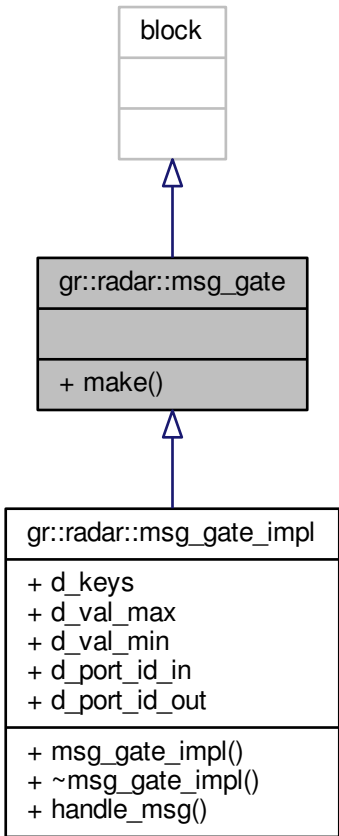 block
gr::radar::msg_gate
+ make()
gr::radar::msg_gate_impl
+ d_keys
+ d_val_max
+ d_val_min
+ d_port_id_in
+ d_port_id_out
+ msg_gate_impl()
+ ~msg_gate_impl()
+ handle_msg()